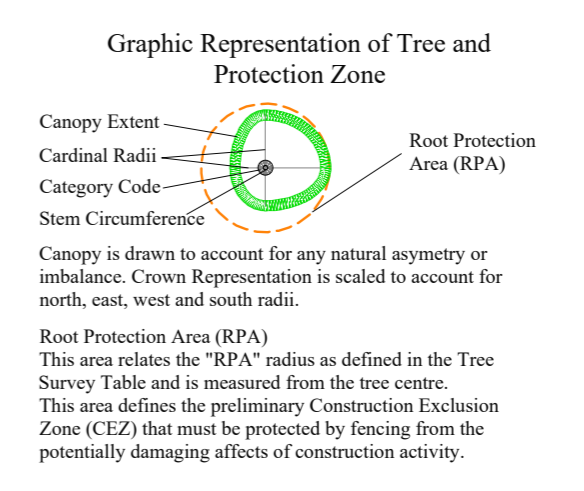 Graphic Representation of Tree and
Protection Zone
Canopy Extent
Cardinal Radii
Category Code
Stem Circumference
Root Protection
Area (RPA)
Canopy is drawn to account for any natural asymetry or
imbalance. Crown Representation is scaled to account for
north, east, west and south radii.
Root Protection Area (RPA)
This area relates the "RPA" radius as defined in the Tree
Survey Table and is measured from the tree centre.
This area defines the preliminary Construction Exclusion
Zone (CEZ) that must be protected by fencing from the
potentially damaging affects of construction activity.